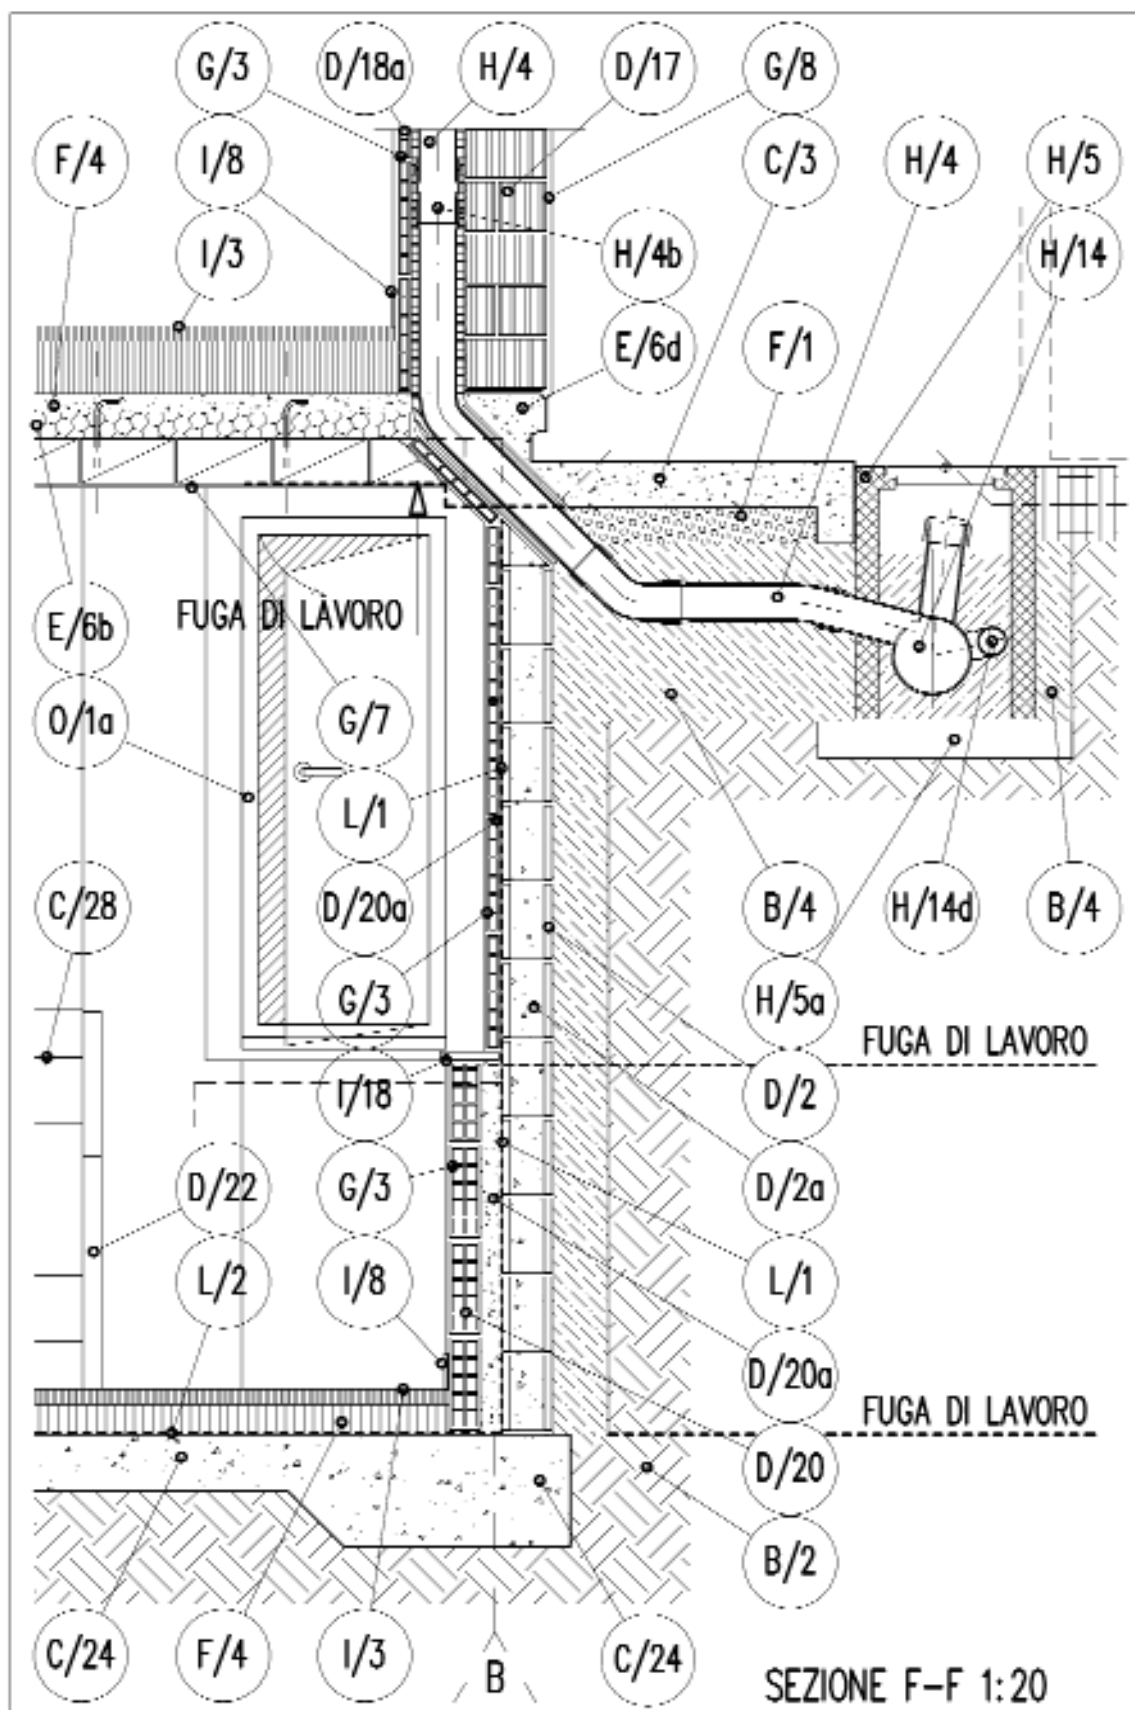 G/3 D/18a H/4 D/17 G/8
F/4 I/8 C/3 H/4 H/5
I/3 H/4b H/14
E/6d F/1
E/6b FUGA DI LAVORO
O/1a G/7
L/1
C/28 D/20a B/4 H/14d B/4
G/3 H/5a
FUGA DI LAVORO
I/18 D/2
D/22 G/3 D/2a
L/2 I/8 L/1
D/20a
FUGA DI LAVORO
D/20
B/2
C/24 F/4 I/3 B C/24
SEZIONE F-F 1:20